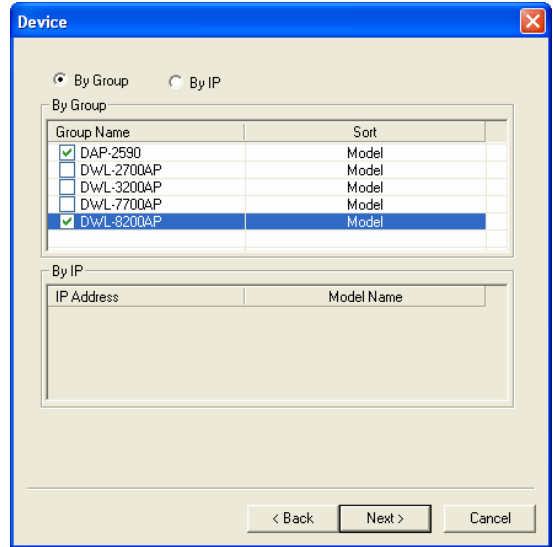 Device
By Group By IP
By Group
Group Name Sort
DAP-2590 Model
DWL-2700AP Model
DWL-3200AP Model
DWL-7700AP Model
DWL-8200AP Model
By IP
IP Address Model Name
< Back Next > Cancel